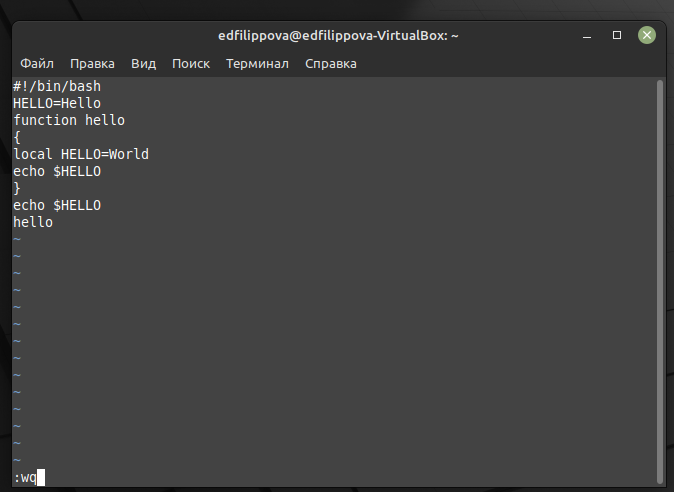 edfilippova@edfilippova-VirtualBox: ~
Файл Правка Вид Поиск Терминал Справка
#!/bin/bash
HELLO=Hello
function hello
{
local HELLO=World
echo $HELLO
}
echo $HELLO
hello
~
~
~
~
~
~
~
~
~
~
~
~
~
~
:wq